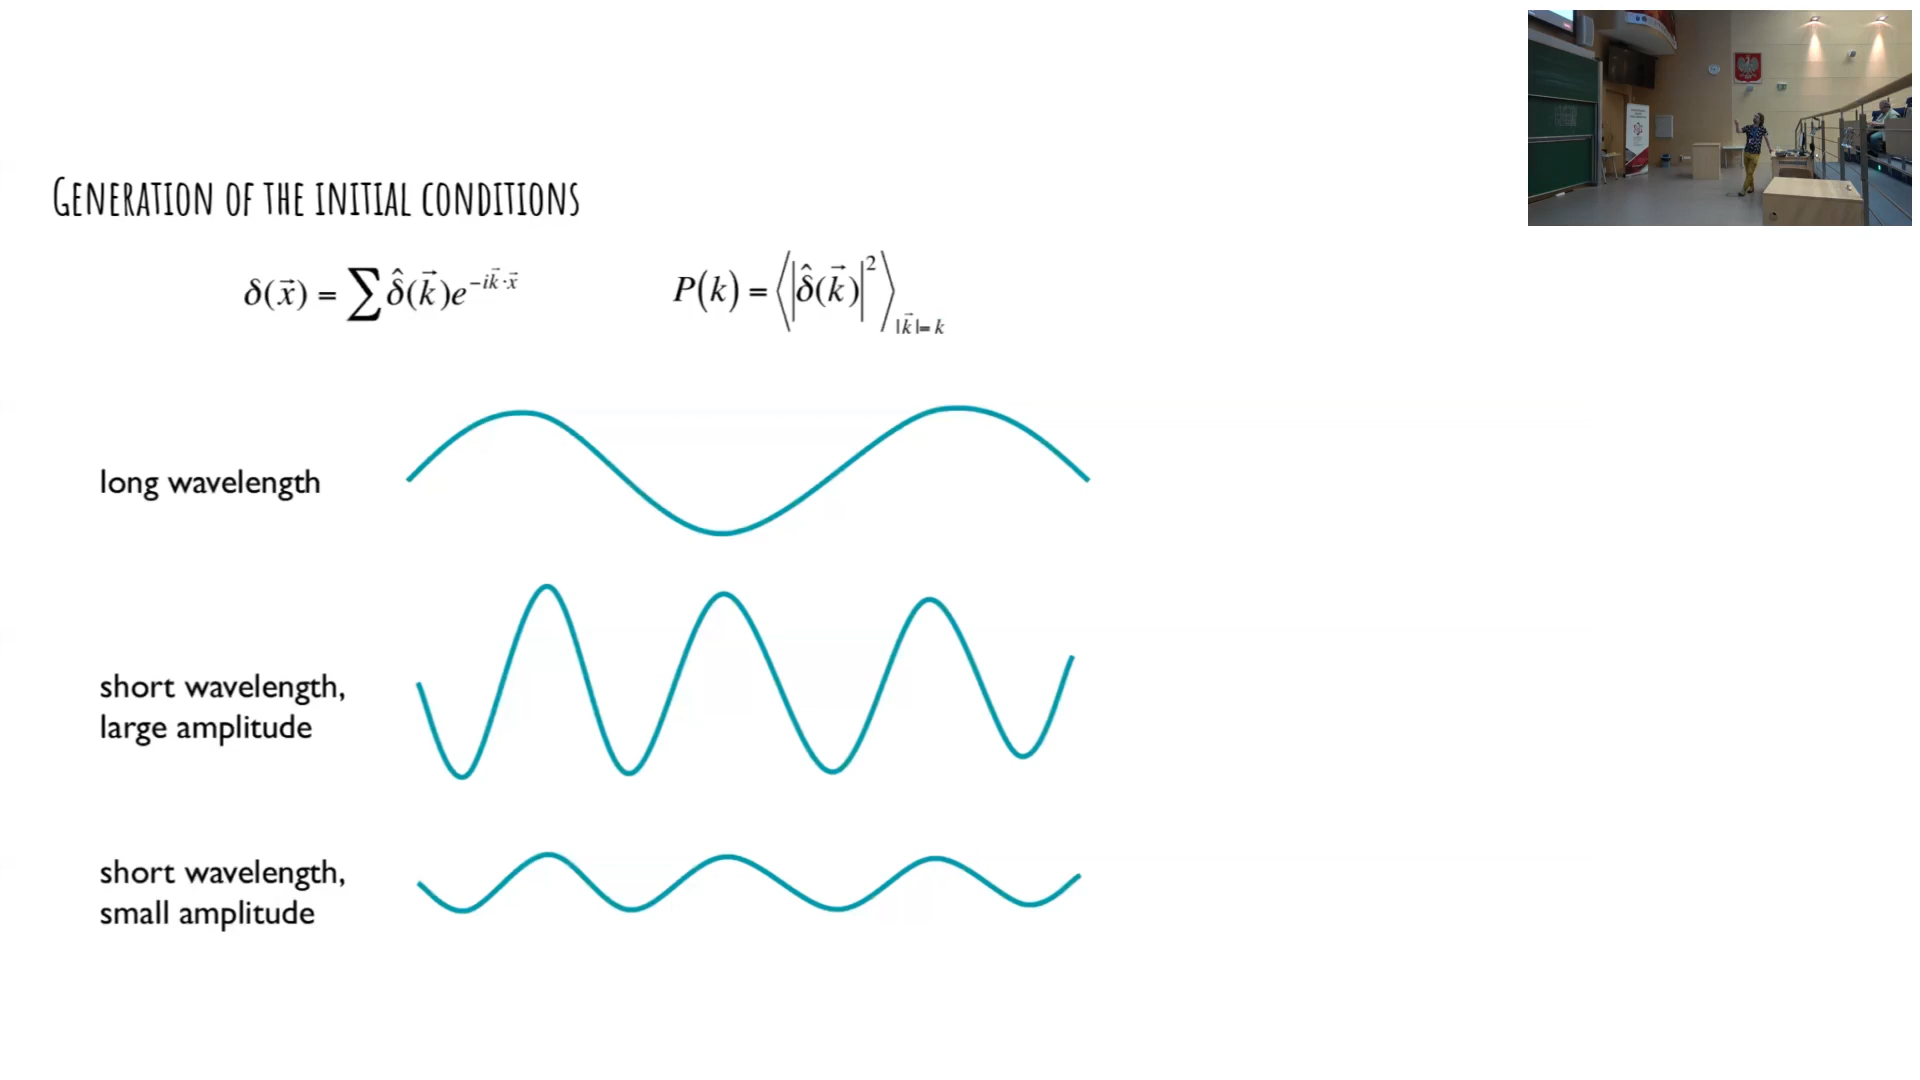 GENERATION OF THE INITIAL CONDITIONS
δ(x⃗) = ∑ δ̂(k⃗)e^{-ik⃗·x⃗}
P(k) = ⟨|δ̂(k⃗)|²⟩_{|k⃗|=k}
long wavelength
short wavelength,
large amplitude
short wavelength,
small amplitude